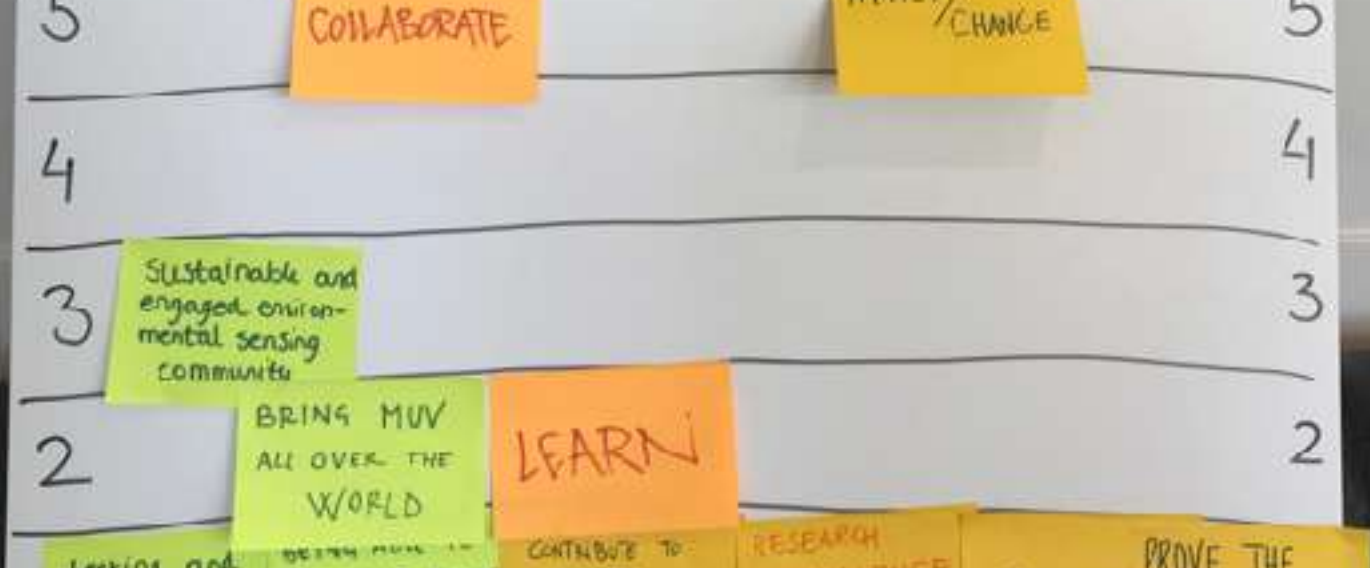 5
COLLABORATE
/CHANGE
5
4
4
3
Sustainable and
engaged environ-
mental sensing
community
3
2
BRING MUV
ALL OVER THE
WORLD
LEARN
2
CONTRIBUTE TO
RESEARCH
PROVE THE